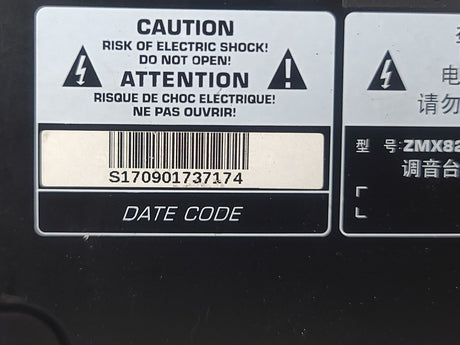 CAUTION
RISK OF ELECTRIC SHOCK!
DO NOT OPEN!
ATTENTION
RISQUE DE CHOC ELECTRIQUE!
NE PAS OUVRIR!
S170901737174
DATE CODE
电
请勿
型 号:ZMX82
调音台